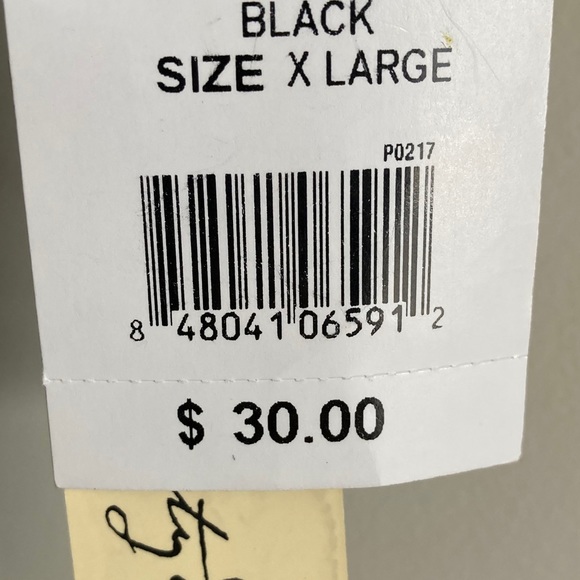 BLACK
SIZE X LARGE
P0217
8 48041 06591 2
$ 30.00